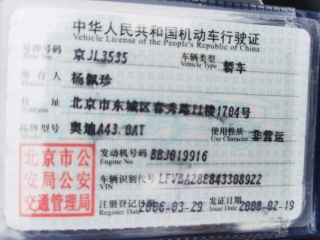 中华人民共和国机动车行驶证
Vehicle License of the People's Republic of China
号牌号码 京JL3535 车辆类型 轿车
Plate No. Vehicle Type
所有人 杨佩珍
住址 北京市东城区春秀路11楼1704号
品牌型号 奥迪A43.0AT 使用性质 非营运
发动机号码 BBJ019916
Engine No.
车辆识别代号 LFVBA28E843308922
VIN
注册登记日期 2006-03-29 发证日期 2008-02-19
Register Date Issue Date
北京市公
安局公安
交通管理局